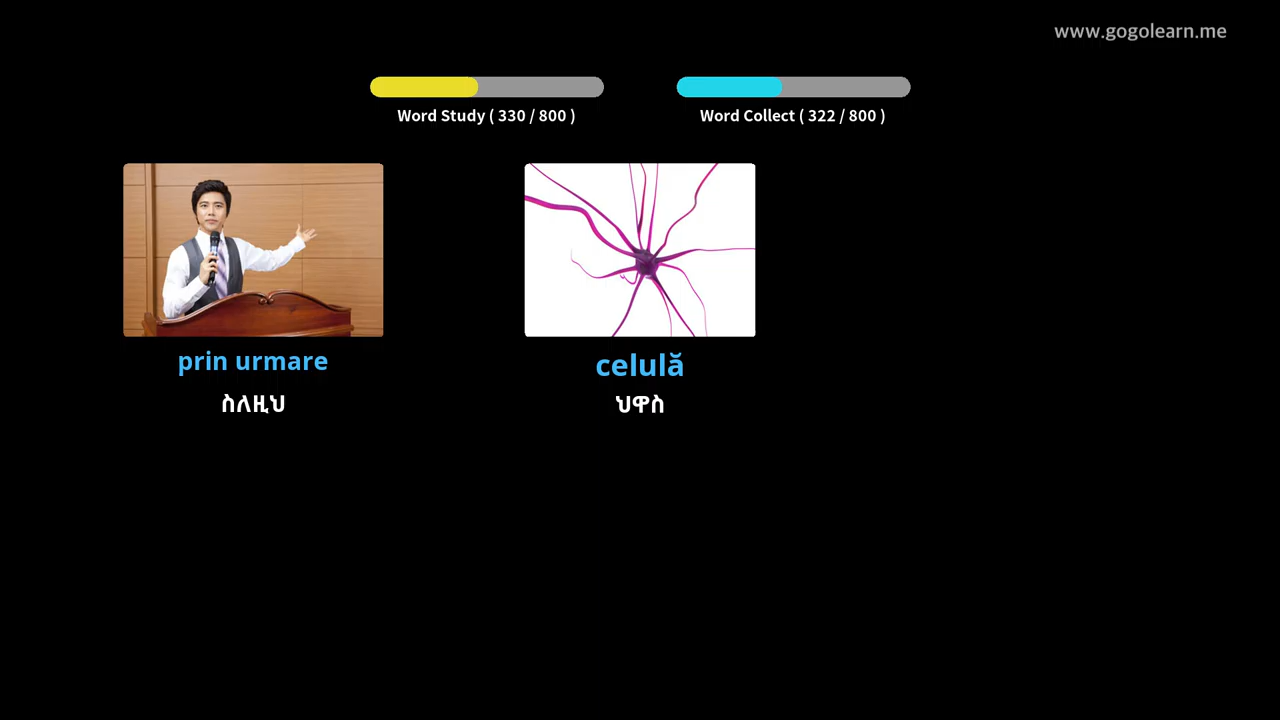 www.gogolearn.me
Word Study ( 330 / 800 )
Word Collect ( 322 / 800 )
prin urmare
celulă
ስለዚህ
ህዋስ